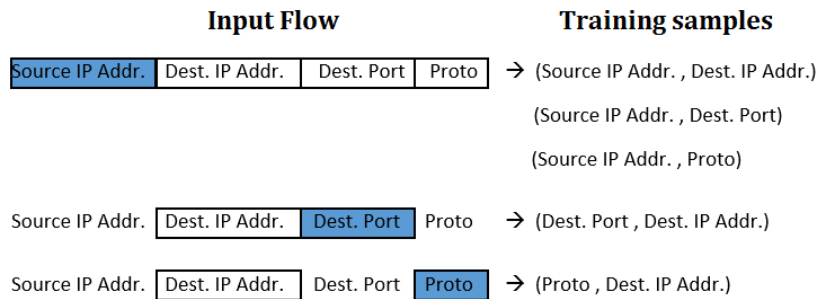 Input Flow Training samples
Source IP Addr. Dest. IP Addr. Dest. Port Proto → (Source IP Addr. , Dest. IP Addr.)
(Source IP Addr. , Dest. Port)
(Source IP Addr. , Proto)
Source IP Addr. Dest. IP Addr. Dest. Port Proto → (Dest. Port , Dest. IP Addr.)
Source IP Addr. Dest. IP Addr. Dest. Port Proto → (Proto , Dest. IP Addr.)